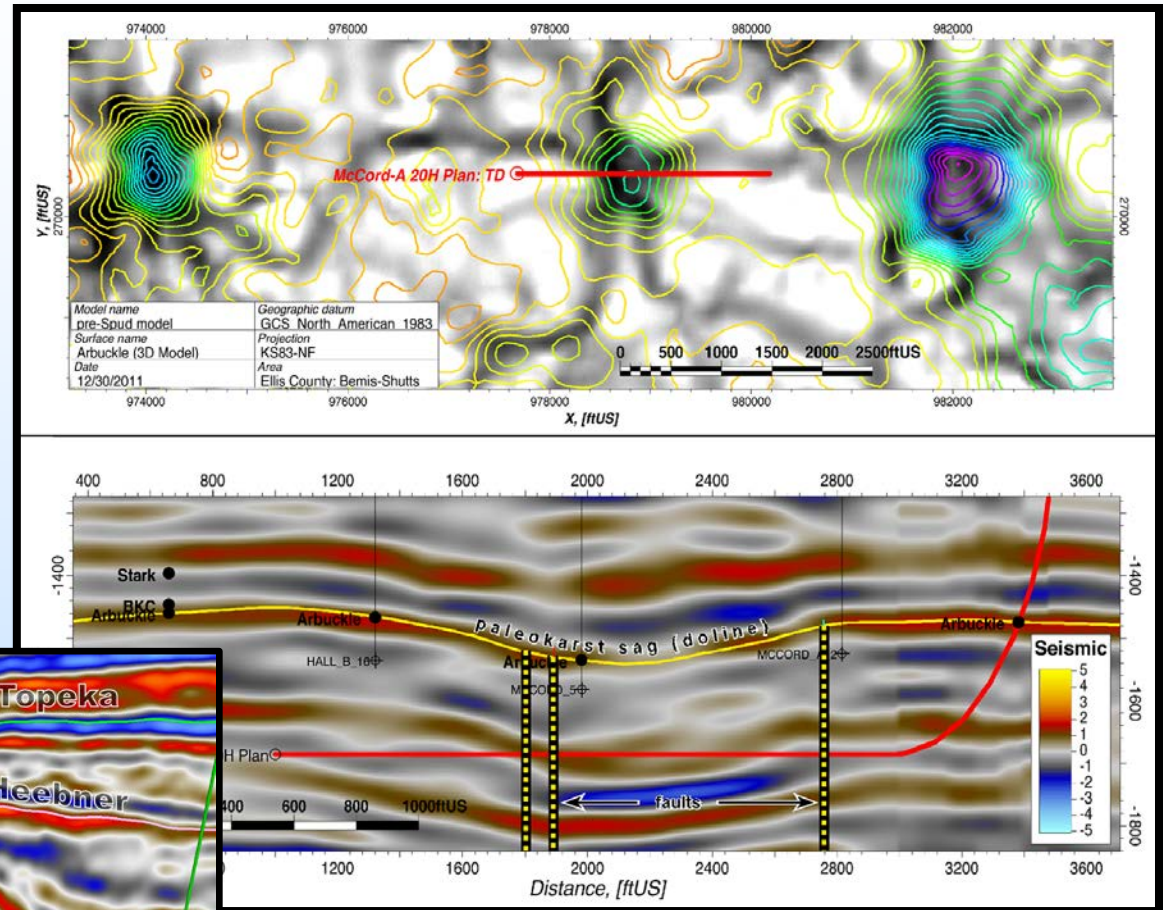 974000 976000 978000 980000 982000
McCord-A 20H Plan: TD
Y, [ftUS]
270000
270000
Model name Geographic datum
pre-Spud model GCS_North_American_1983
Surface name Projection
Arbuckle (3D Model) KS83-NF
Date Area
12/30/2011 Ellis County: Bemis-Shutts
0 500 1000 1500 2000 2500ftUS
974000 976000 978000 980000 982000
X, [ftUS]
400 800 1200 1600 2000 2400 2800 3200 3600
-1400
-1400
Stark
BKC
Arbuckle
Arbuckle
paleokarst sag (doline)
Arbuckle
Arbuckle
HALL_B_16
MCCORD_5
-1600
H Plan
400 600 800 1000ftUS
faults
Seismic
5
4
3
2
1
0
-1
-2
-3
-4
-5
-1800
1200 1600 2000 2400 2800 3200 3600
Distance, [ftUS]
Topeka
Heebner